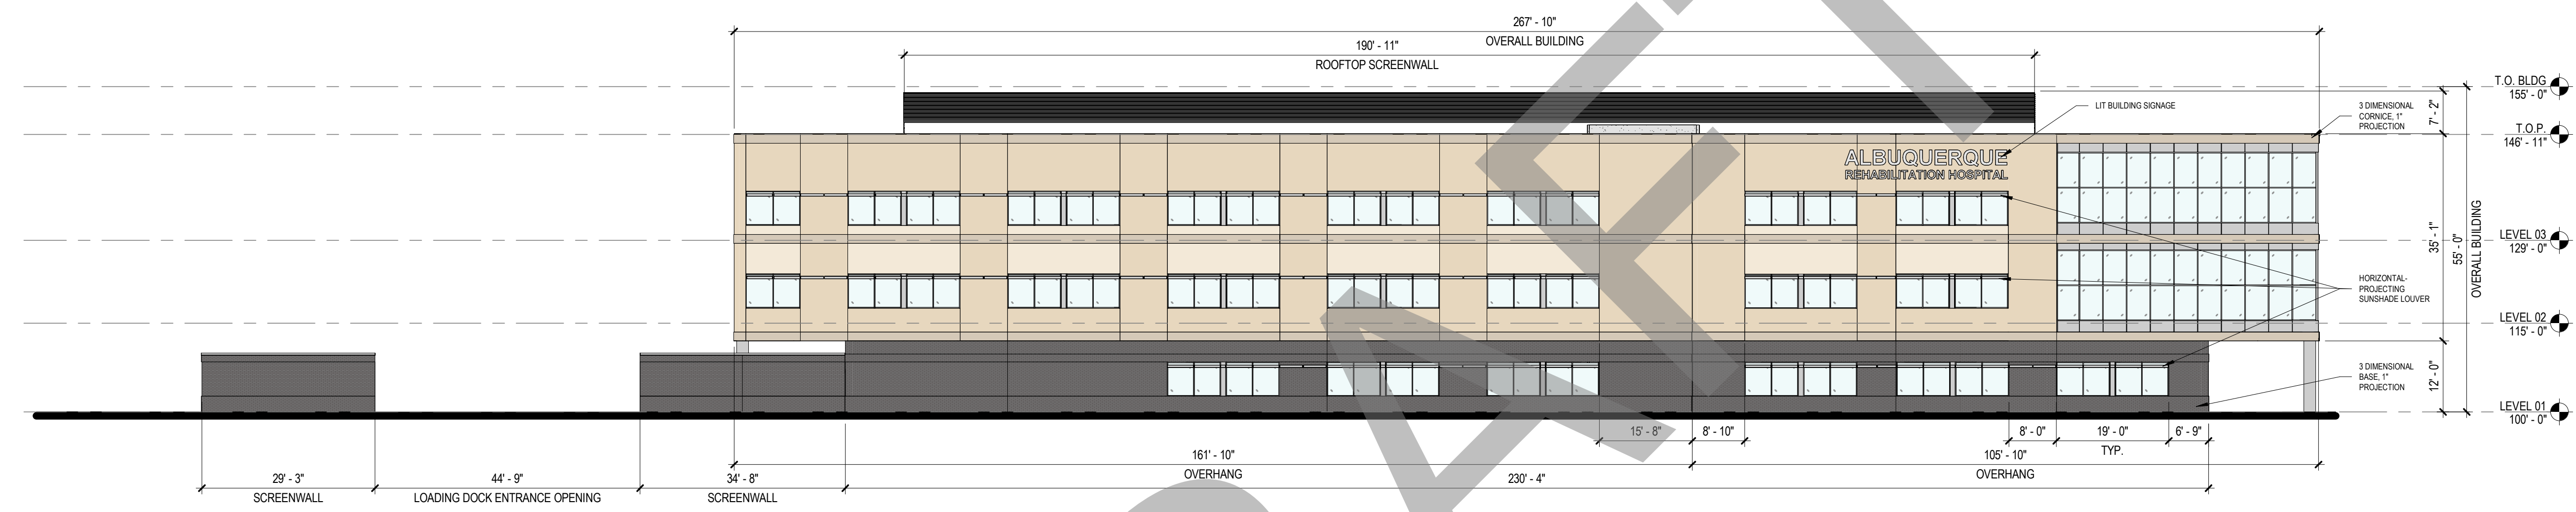 267' - 10"
OVERALL BUILDING
190' - 11"
ROOFTOP SCREENWALL
T.O. BLDG
155' - 0"
LIT BUILDING SIGNAGE
3 DIMENSIONAL
CORNICE, 1"
PROJECTION
7' - 2"
T.O.P.
146' - 11"
ALBUQUERQUE
REHABILITATION HOSPITAL
35' - 1"
55' - 0"
OVERALL BUILDING
LEVEL 03
129' - 0"
HORIZONTAL-
PROJECTING
SUNSHADE LOUVER
LEVEL 02
115' - 0"
3 DIMENSIONAL
BASE, 1"
PROJECTION
12' - 0"
LEVEL 01
100' - 0"
15' - 8"
8' - 10"
8' - 0"
19' - 0"
TYP.
6' - 9"
161' - 10"
OVERHANG
105' - 10"
OVERHANG
29' - 3"
SCREENWALL
44' - 9"
LOADING DOCK ENTRANCE OPENING
34' - 8"
SCREENWALL
230' - 4"